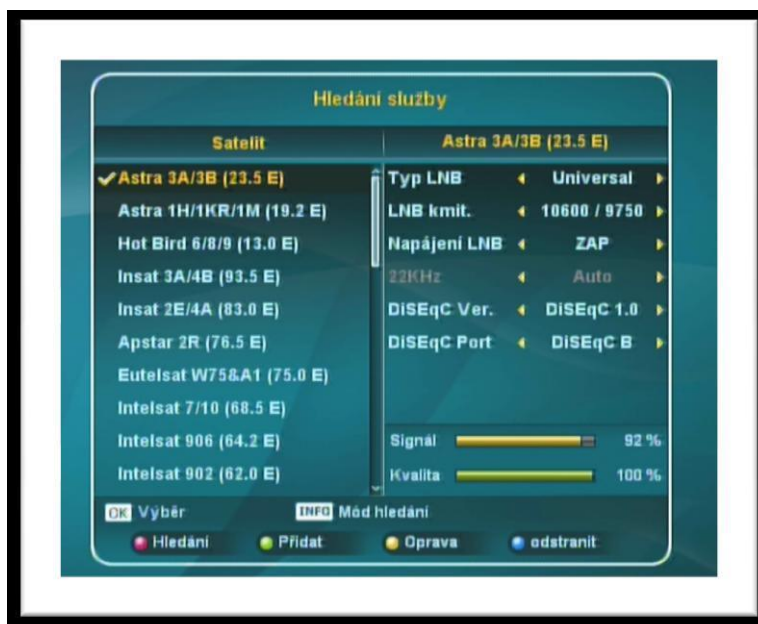 Hledání služby
Satelit
Astra 3A/3B (23.5 E)
Astra 3A/3B (23.5 E)
Astra 1H/1KR/1M (19.2 E)
Hot Bird 6/8/9 (13.0 E)
Insat 3A/4B (93.5 E)
Insat 2E/4A (83.0 E)
Apstar 2R (76.5 E)
Eutelsat W75&A1 (75.0 E)
Intelsat 7/10 (68.5 E)
Intelsat 906 (64.2 E)
Intelsat 902 (62.0 E)
Typ LNB Universal
LNB kmit. 10600 / 9750
Napájení LNB ZAP
22KHz Auto
DiSEqC Ver. DiSEqC 1.0
DiSEqC Port DiSEqC B
Signál 92 %
Kvalita 100 %
OK Výběr INFO Mód hledání
Hledání Přidat Oprava odstranit